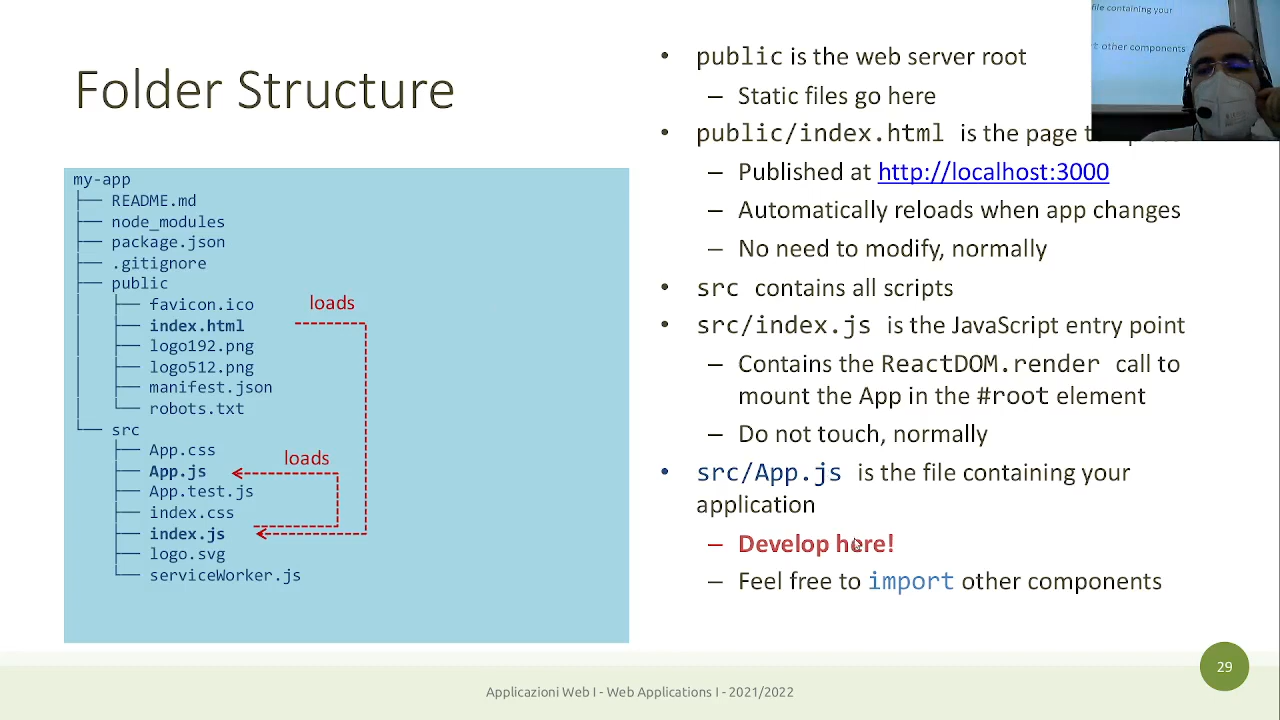 Folder Structure
my-app
├── README.md
├── node_modules
├── package.json
├── .gitignore
├── public
│   ├── favicon.ico
│   ├── index.html
│   ├── logo192.png
│   ├── logo512.png
│   ├── manifest.json
│   └── robots.txt
└── src
    ├── App.css
    ├── App.js
    ├── App.test.js
    ├── index.css
    ├── index.js
    ├── logo.svg
    └── serviceWorker.js
loads
loads
• public is the web server root
– Static files go here
• public/index.html is the page
– Published at http://localhost:3000
– Automatically reloads when app changes
– No need to modify, normally
• src contains all scripts
• src/index.js is the JavaScript entry point
– Contains the ReactDOM.render call to
mount the App in the #root element
– Do not touch, normally
• src/App.js is the file containing your
application
– Develop here!
– Feel free to import other components
file containing your
other components
Applicazioni Web I - Web Applications I - 2021/2022
29